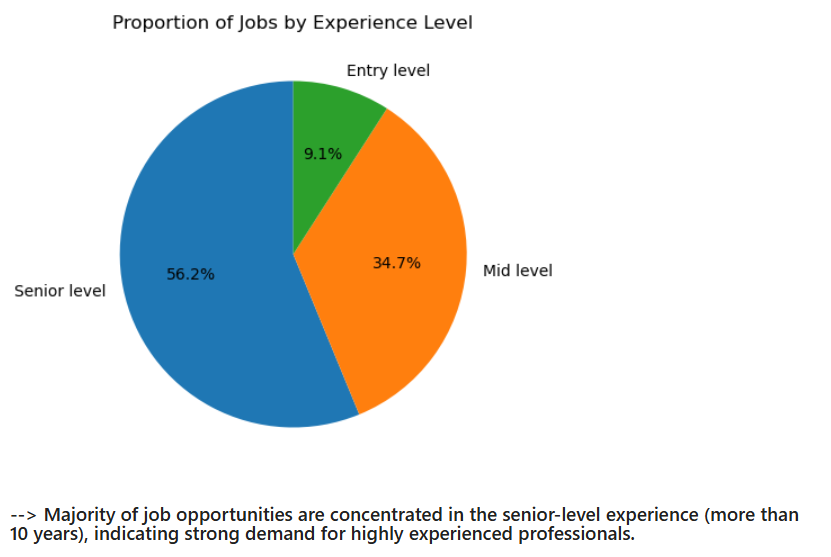 Proportion of Jobs by Experience Level
Entry level
9.1%
34.7%
Mid level
56.2%
Senior level
--> Majority of job opportunities are concentrated in the senior-level experience (more than
10 years), indicating strong demand for highly experienced professionals.